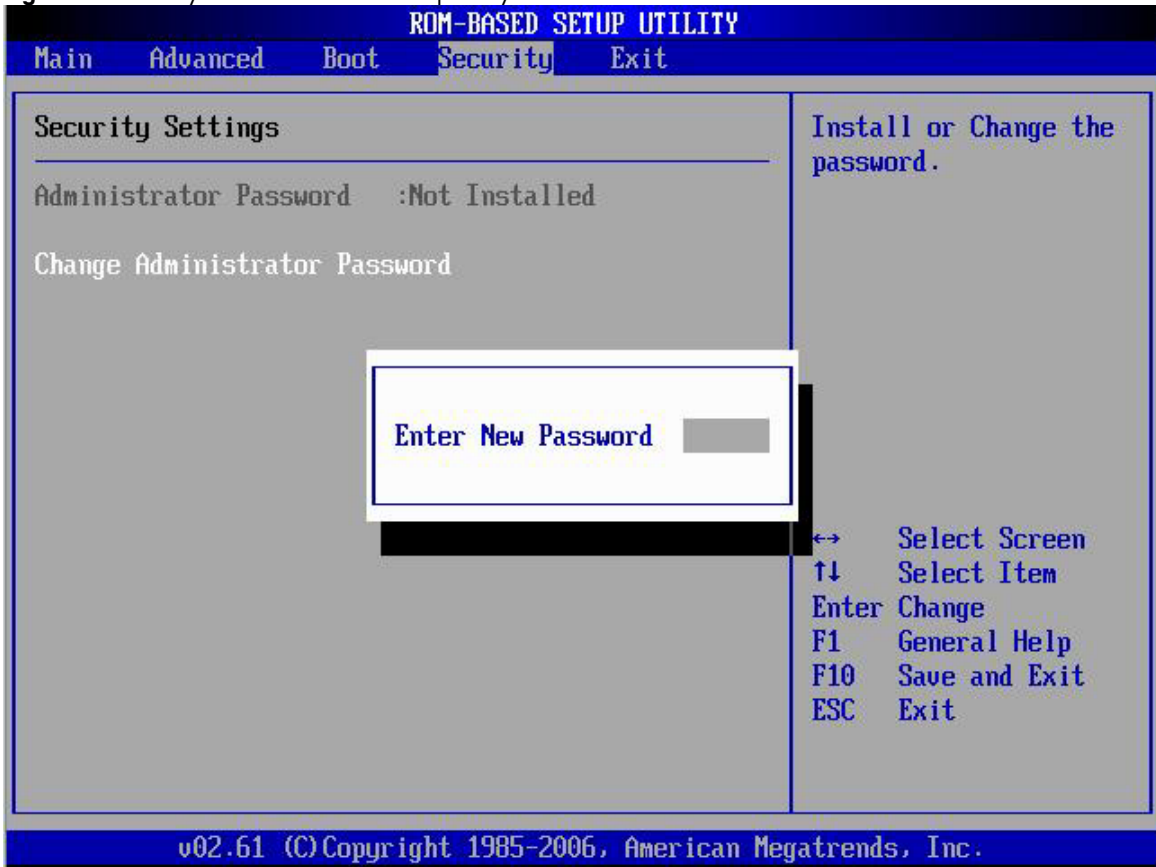 ROM-BASED SETUP UTILITY
Main Advanced Boot Security Exit
Security Settings
Administrator Password :Not Installed
Change Administrator Password
Enter New Password
Install or Change the
password.
↔ Select Screen
↑↓ Select Item
Enter Change
F1 General Help
F10 Save and Exit
ESC Exit
v02.61 (C)Copyright 1985-2006, American Megatrends, Inc.